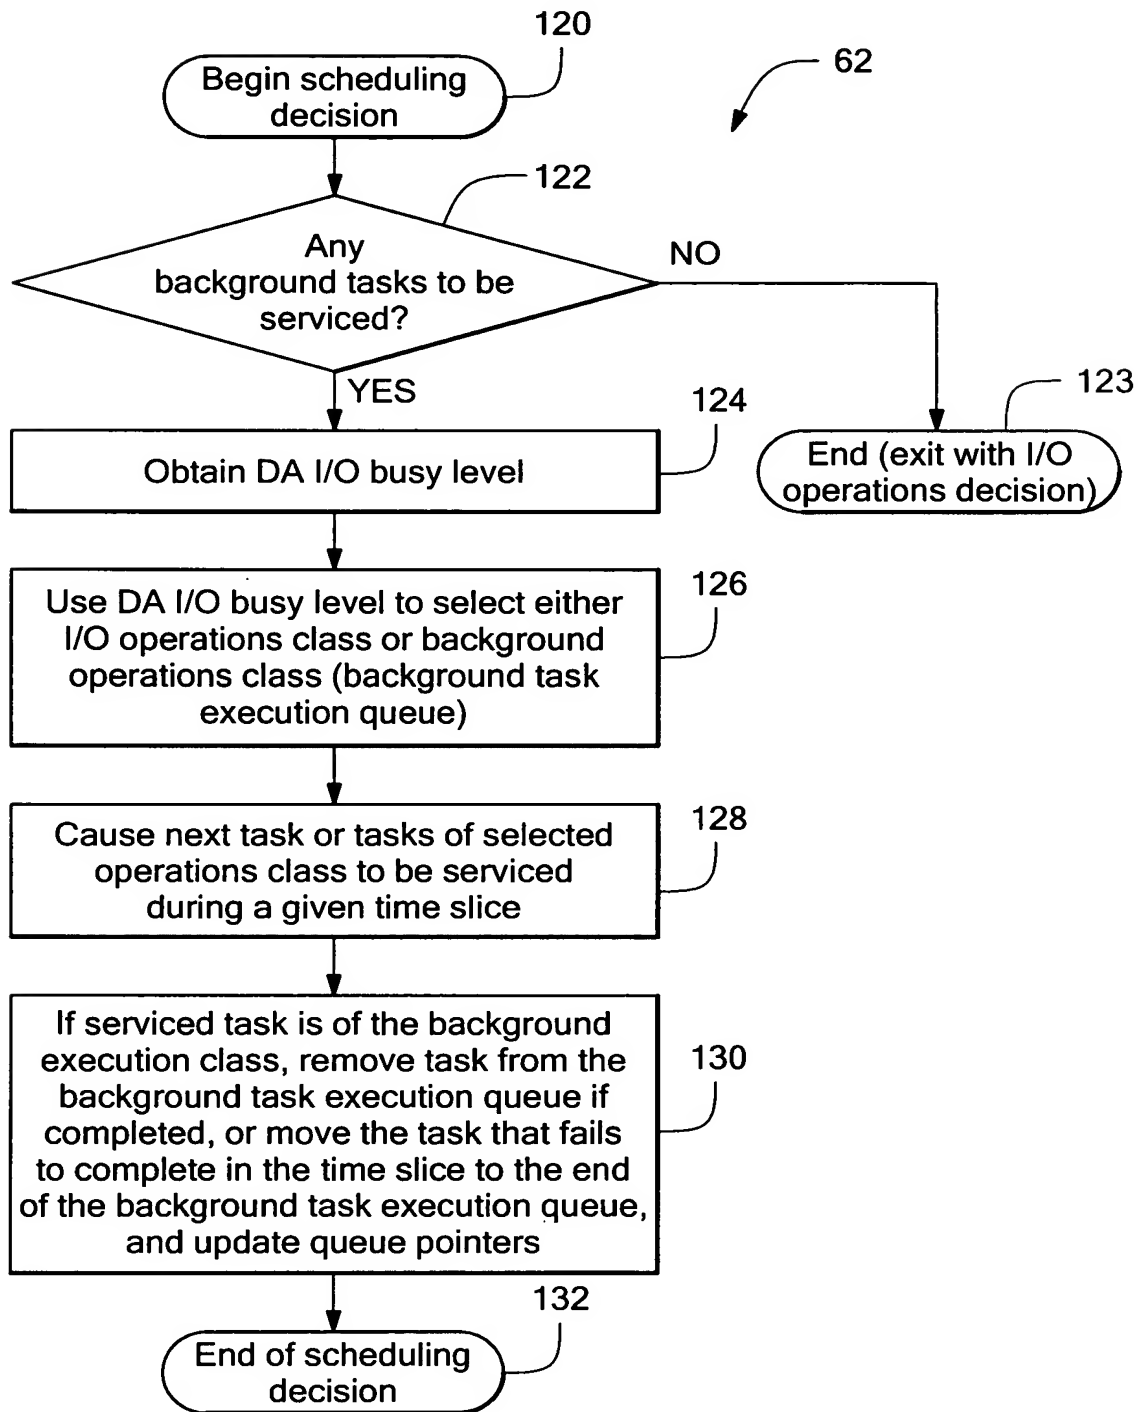 120
Begin scheduling
decision
62
122
Any
background tasks to be
serviced?
NO
YES
123
End (exit with I/O
operations decision)
124
Obtain DA I/O busy level
126
Use DA I/O busy level to select either
I/O operations class or background
operations class (background task
execution queue)
128
Cause next task or tasks of selected
operations class to be serviced
during a given time slice
130
If serviced task is of the background
execution class, remove task from the
background task execution queue if
completed, or move the task that fails
to complete in the time slice to the end
of the background task execution queue,
and update queue pointers
132
End of scheduling
decision